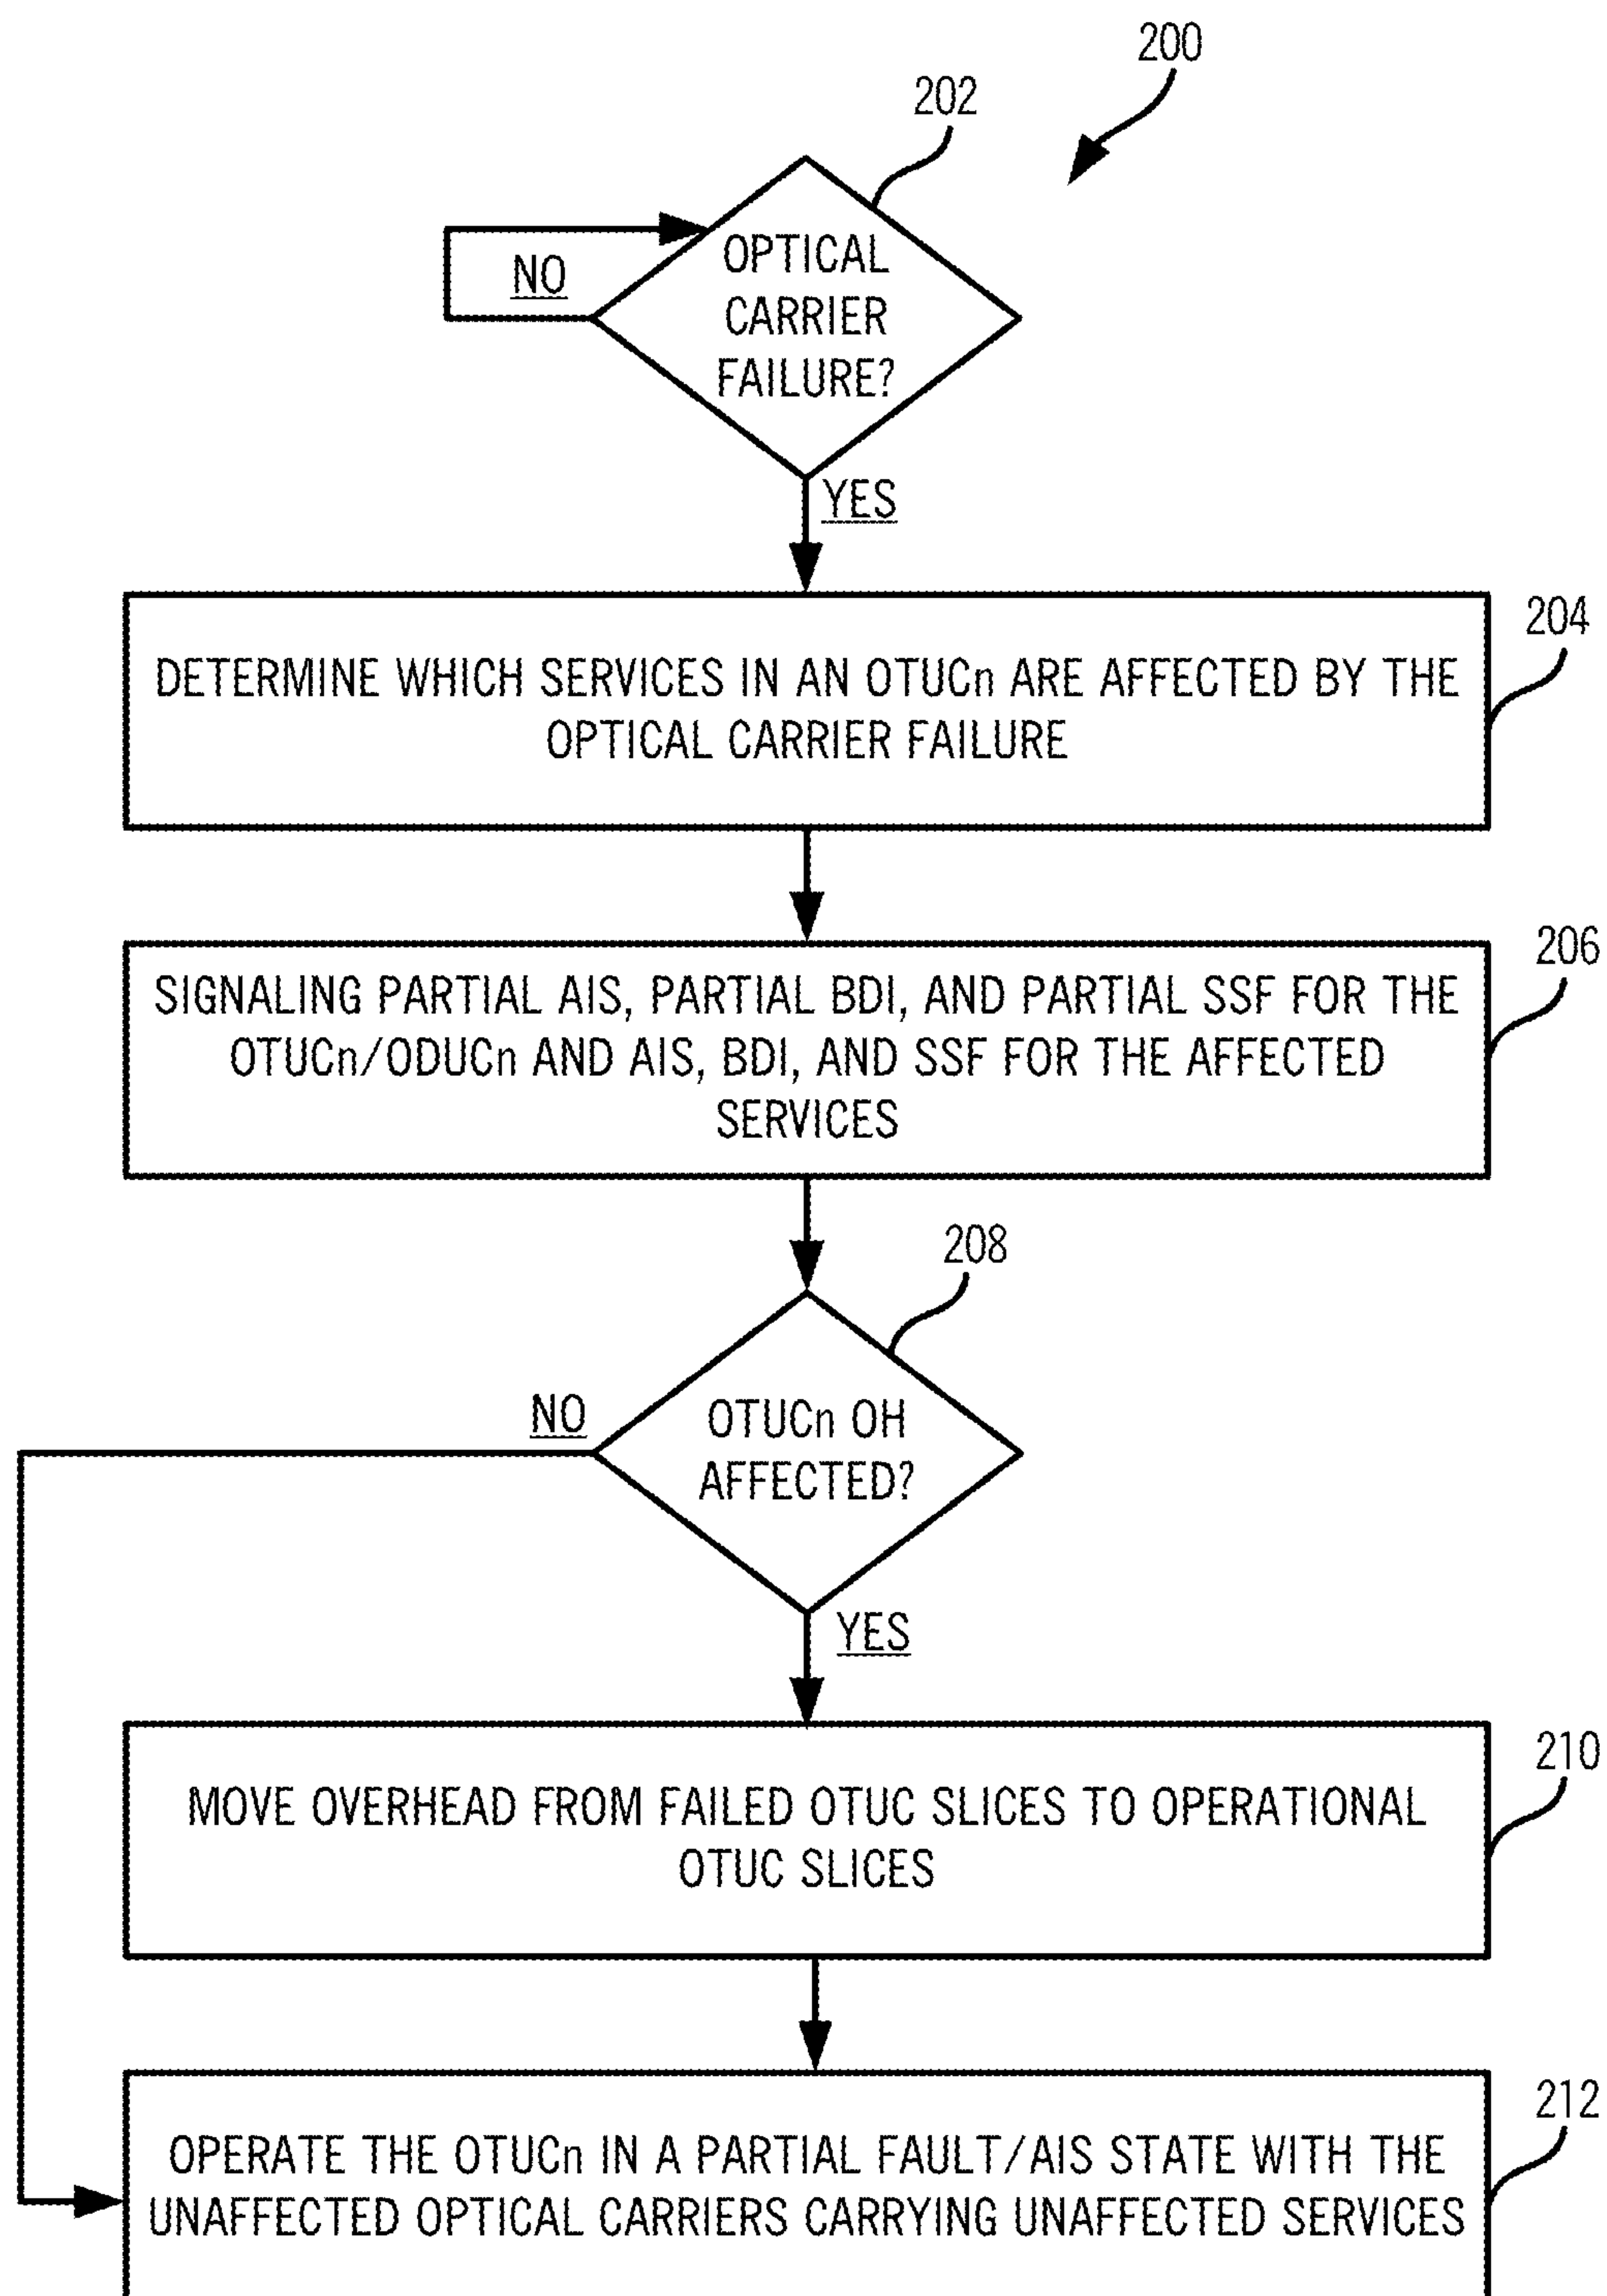 200
202
OPTICAL
CARRIER
FAILURE?
NO
YES
204
DETERMINE WHICH SERVICES IN AN OTUCn ARE AFFECTED BY THE
OPTICAL CARRIER FAILURE
206
SIGNALING PARTIAL AIS, PARTIAL BDI, AND PARTIAL SSF FOR THE
OTUCn/ODUCn AND AIS, BDI, AND SSF FOR THE AFFECTED
SERVICES
208
OTUCn OH
AFFECTED?
NO
YES
210
MOVE OVERHEAD FROM FAILED OTUC SLICES TO OPERATIONAL
OTUC SLICES
212
OPERATE THE OTUCn IN A PARTIAL FAULT/AIS STATE WITH THE
UNAFFECTED OPTICAL CARRIERS CARRYING UNAFFECTED SERVICES